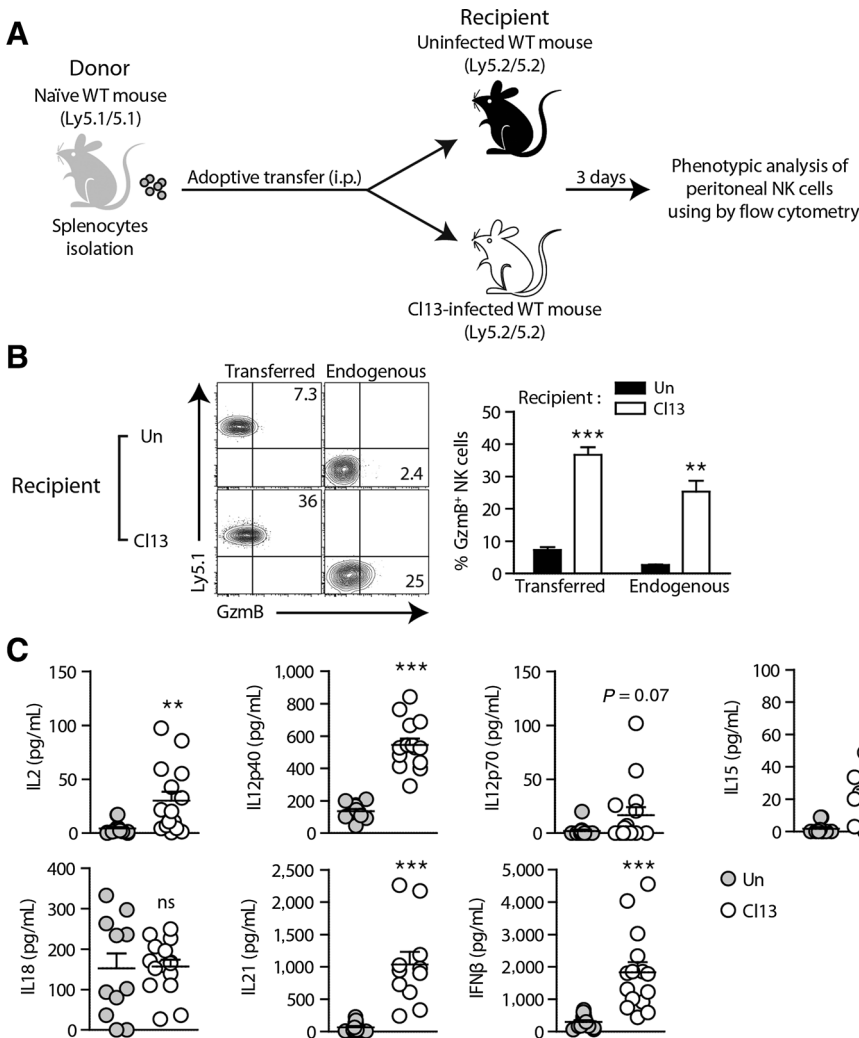 A
Donor
Naïve WT mouse
(Ly5.1/5.1)
Splenocytes
isolation
Adoptive transfer (i.p.)
Recipient
Uninfected WT mouse
(Ly5.2/5.2)
Cl13-infected WT mouse
(Ly5.2/5.2)
3 days
Phenotypic analysis of
peritoneal NK cells
using by flow cytometry
B
Transferred Endogenous
Recipient
Un
Cl13
7.3
2.4
36
25
Ly5.1
GzmB
Recipient :
Un
Cl13
% GzmB+ NK cells
50
40
30
20
10
0
***
**
Transferred
Endogenous
C
IL2 (pg/mL)
150
100
50
0
**
IL12p40 (pg/mL)
1,000
800
600
400
200
0
***
IL12p70 (pg/mL)
150
100
50
0
P = 0.07
IL15 (pg/mL)
100
80
60
40
20
0
IL18 (pg/mL)
400
300
200
100
0
ns
IL21 (pg/mL)
2,500
2,000
1,500
1,000
500
0
***
IFNβ (pg/mL)
5,000
4,000
3,000
2,000
1,000
0
***
Un
Cl13